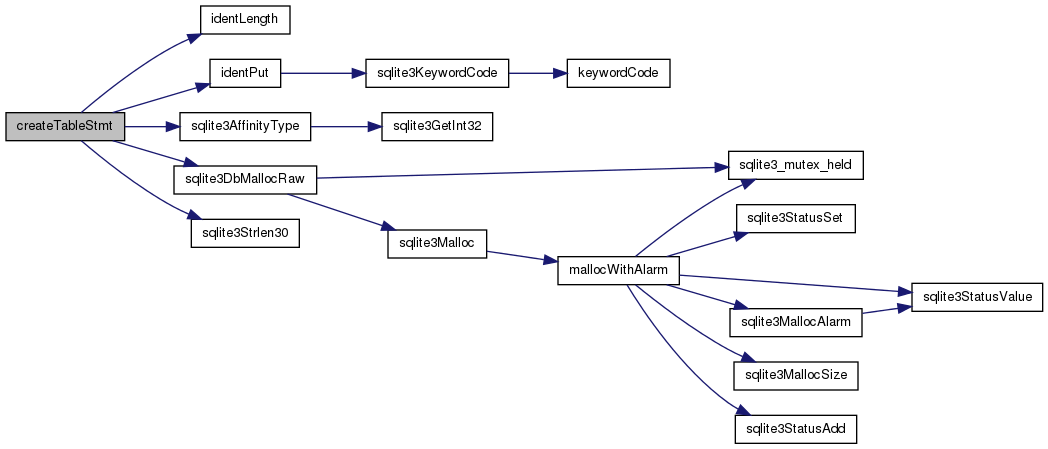 identLength
identPut
sqlite3KeywordCode
keywordCode
createTableStmt
sqlite3AffinityType
sqlite3GetInt32
sqlite3DbMallocRaw
sqlite3_mutex_held
sqlite3Strlen30
sqlite3Malloc
sqlite3StatusSet
mallocWithAlarm
sqlite3StatusValue
sqlite3MallocAlarm
sqlite3MallocSize
sqlite3StatusAdd